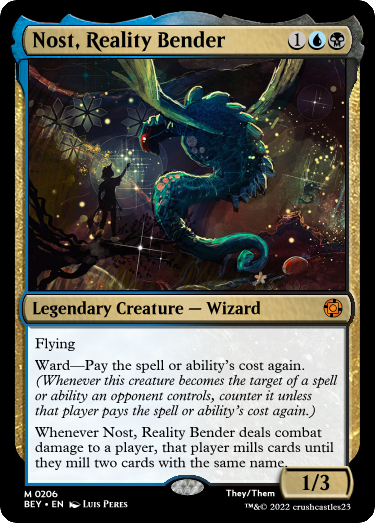 Nost, Reality Bender 1
Legendary Creature — Wizard
Flying
Ward—Pay the spell or ability's cost again.
(Whenever this creature becomes the target of a spell
or ability an opponent controls, counter it unless
that player pays the spell or ability's cost again.)
Whenever Nost, Reality Bender deals combat
damage to a player, that player mills cards until
they mill two cards with the same name.
1/3
M 0206 They/Them
BEY • EN Luis Peres ™&© 2022 crushcastles23